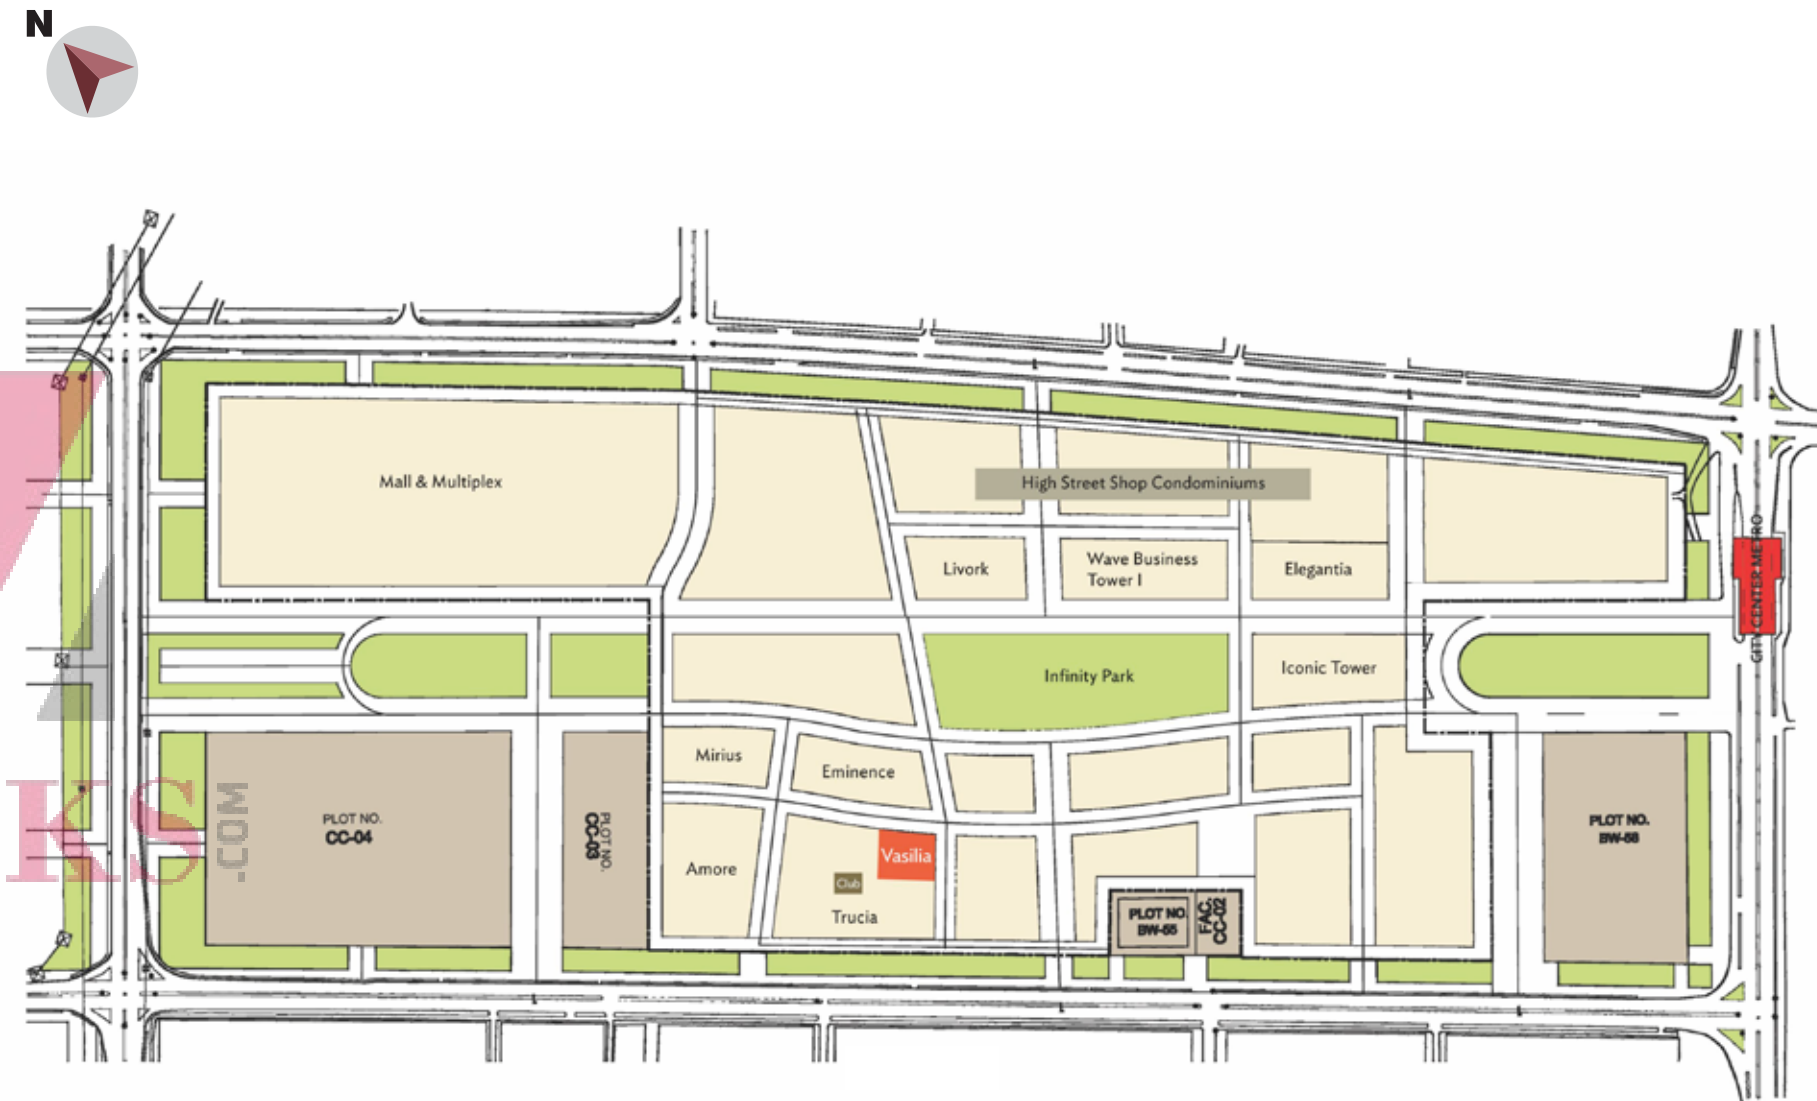 N
Mall & Multiplex
High Street Shop Condominiums
Livork
Wave Business
Tower I
Elegantia
CITY CENTER METRO
Infinity Park
Iconic Tower
Mirius
Eminence
PLOT NO.
CC-04
PLOT NO.
CC-03
Amore
Vasilia
Club
Trucia
PLOT NO.
BW-55
FAC.
CC-02
PLOT NO.
BW-58
KS
.COM